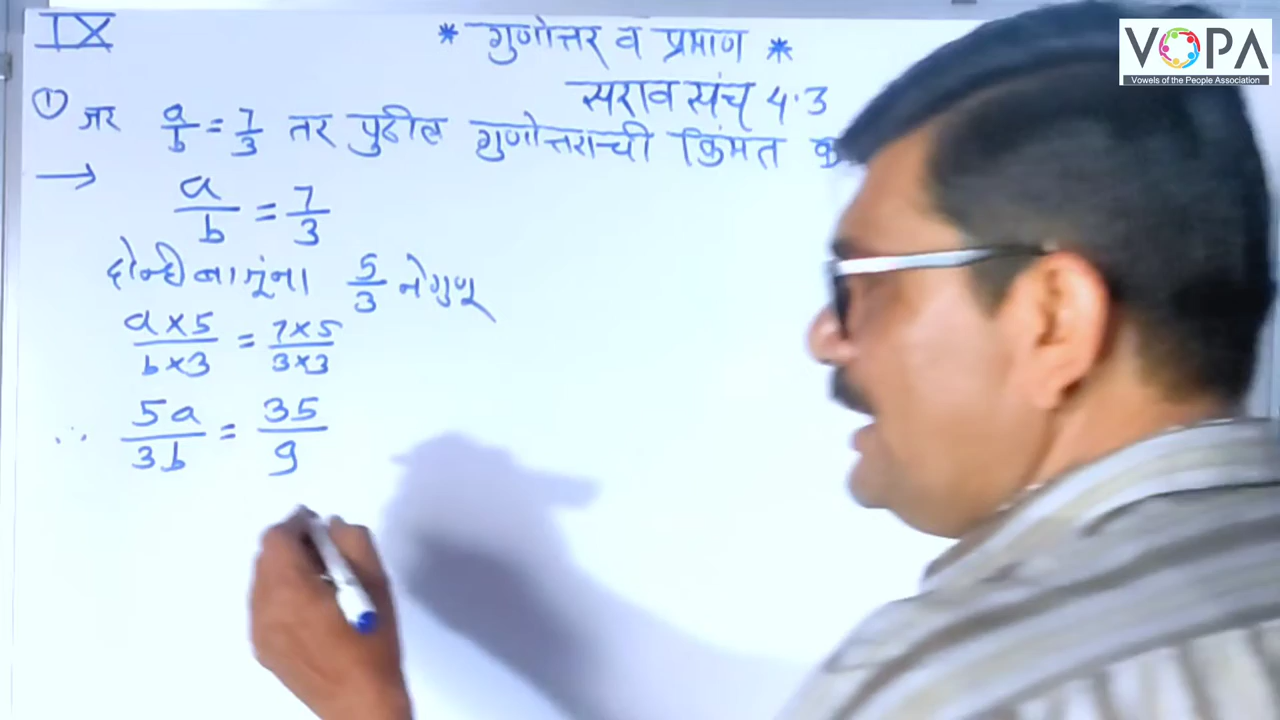 IX
* गुणोत्तर व प्रमाण *
सराव संच 4.3
① जर a/b = 7/3 तर पुढील गुणोत्तराची किंमत
→ a/b = 7/3
दोन्ही बाजूंना 5/3 ने गुणू
a×5/b×3 = 7×5/3×3
∴ 5a/3b = 35/9
VOPA
Vowels of the People Association